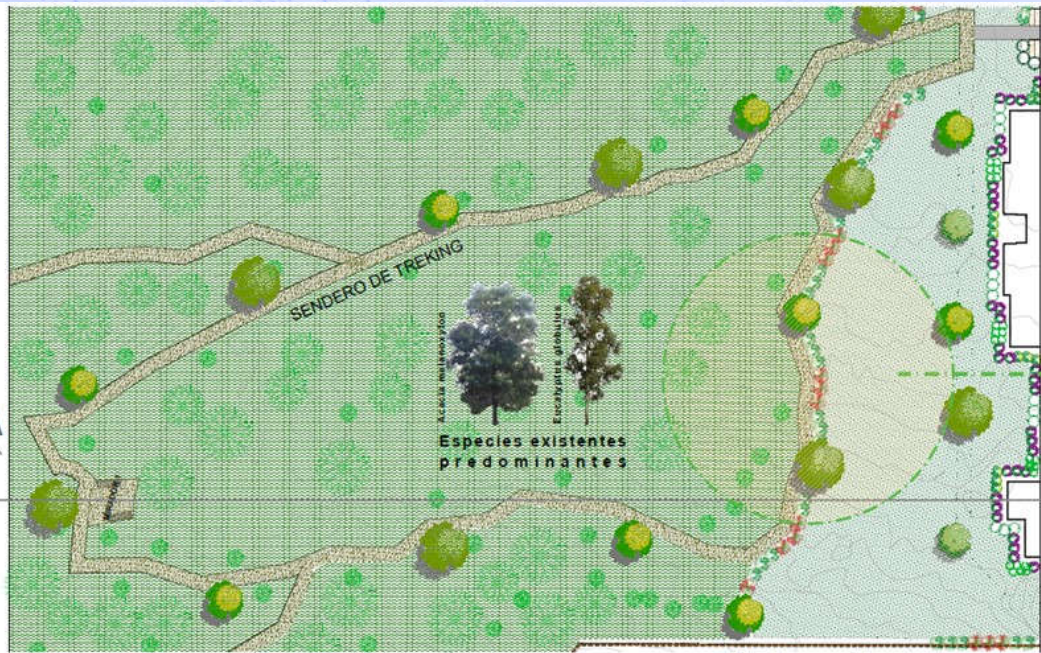 SENDERO DE TREKING
Acacia melanoxylon
Eucalyptus globulus
Especies existentes
predominantes